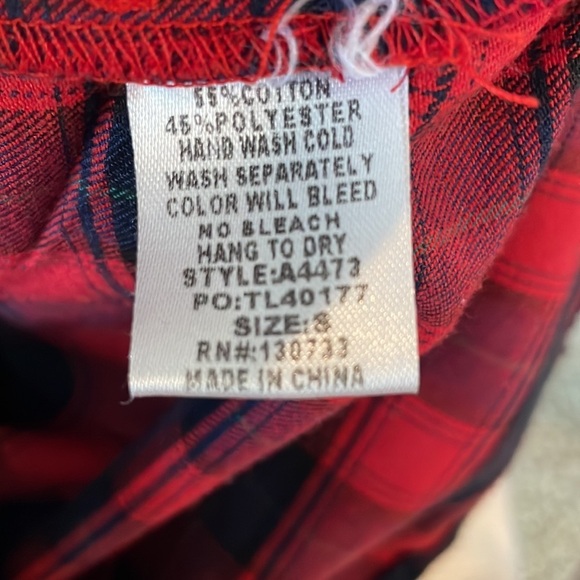 55%COTTON
45%POLYESTER
HAND WASH COLD
WASH SEPARATELY
COLOR WILL BLEED
NO BLEACH
HANG TO DRY
STYLE:A4473
PO:TL40177
SIZE:S
RN#:130733
MADE IN CHINA